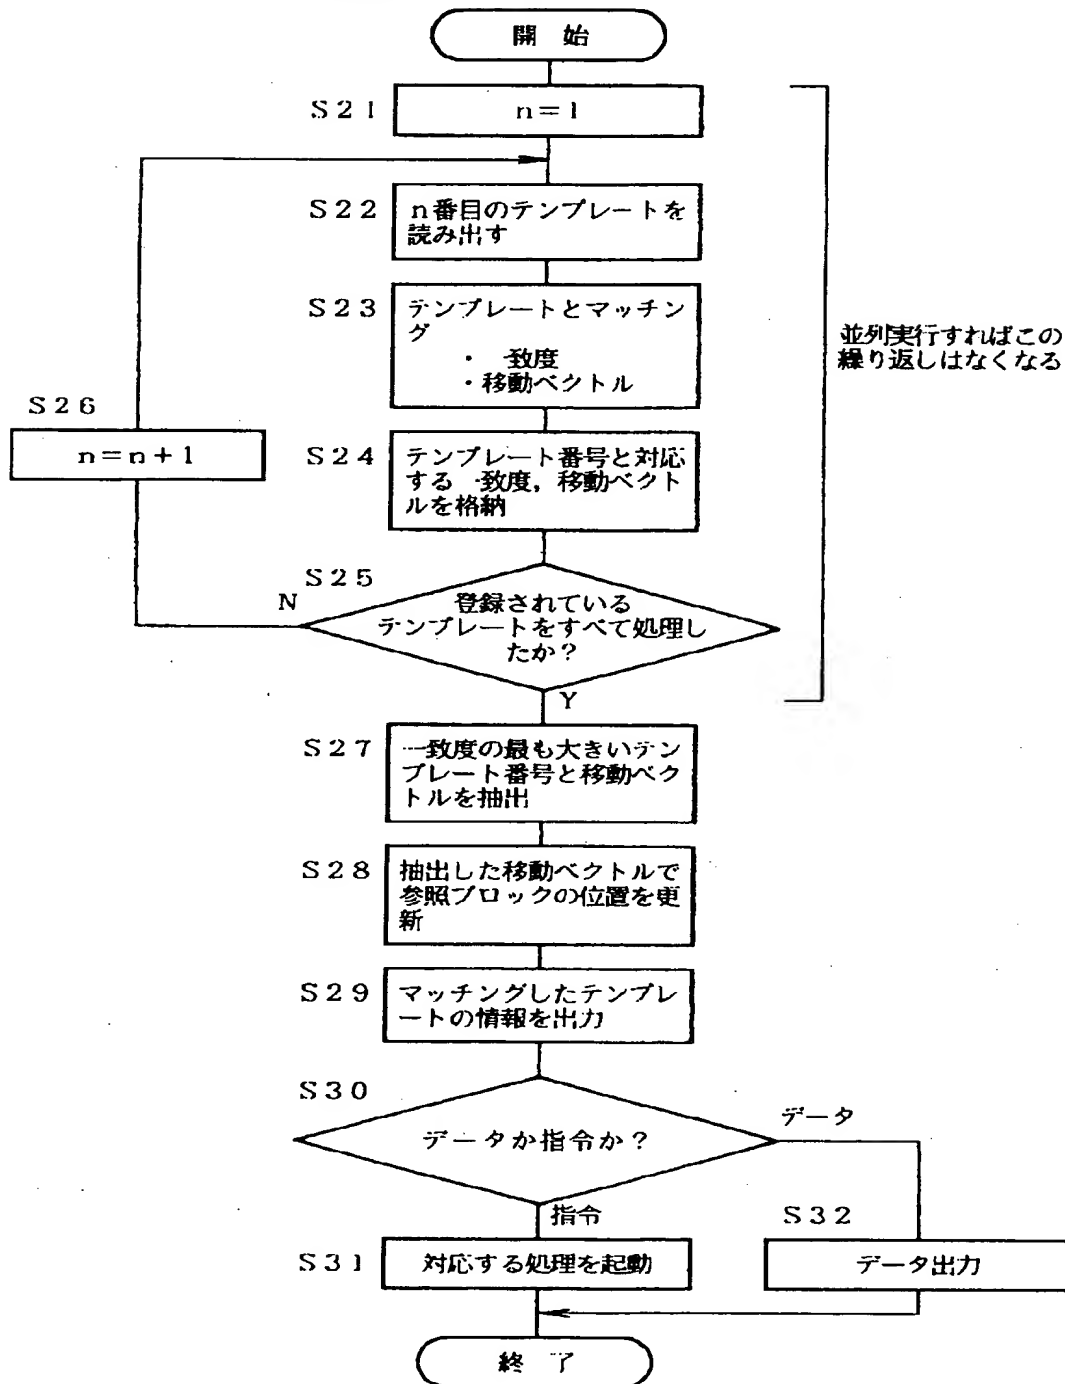 開 始
S21
n=1
S22
n番目のテンプレートを
読み出す
S23
テンプレートとマッチン
グ
・一致度
・移動ベクトル
並列実行すればこの
繰り返しはなくなる
S26
n=n+1
S24
テンプレート番号と対応
する一致度,移動ベクト
ルを格納
S25
N
登録されている
テンプレートをすべて処理し
たか?
Y
S27
一致度の最も大きいテン
プレート番号と移動ベク
トルを抽出
S28
抽出した移動ベクトルで
参照ブロックの位置を更
新
S29
マッチングしたテンプレ
ートの情報を出力
S30
データか指令か?
データ
指令
S32
S31
対応する処理を起動
データ出力
終 了